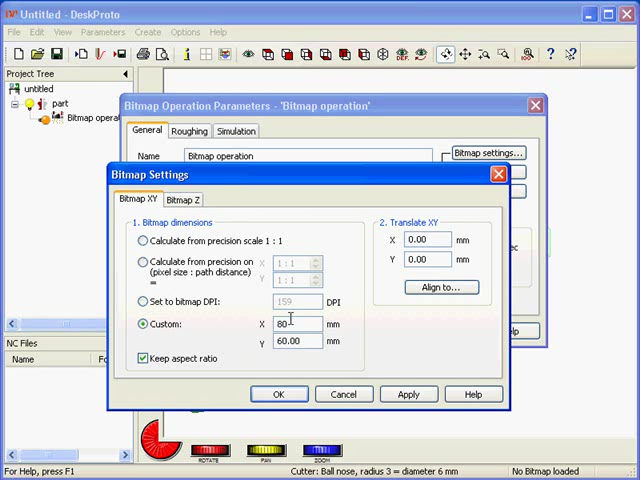 Untitled - DeskProto
File Edit View Parameters Create Options Help
Project Tree
untitled
part
Bitmap opera
Bitmap Operation Parameters - 'Bitmap operation'
General Roughing Simulation
Name Bitmap operation Bitmap settings...
Bitmap Settings
Bitmap XY Bitmap Z
1. Bitmap dimensions
Calculate from precision scale 1 : 1
Calculate from precision on
(pixel size : path distance)
=
X 1 : 1
Y 1 : 1
Set to bitmap DPI: 159 DPI
Custom: X 80 mm
Y 60.00 mm
Keep aspect ratio
2. Translate XY
X 0.00 mm
Y 0.00 mm
Align to...
OK Cancel Apply Help
ec
lp
NC Files
Name
ROTATE PAN ZOOM
For Help, press F1 Cutter: Ball nose, radius 3 = diameter 6 mm No Bitmap loaded